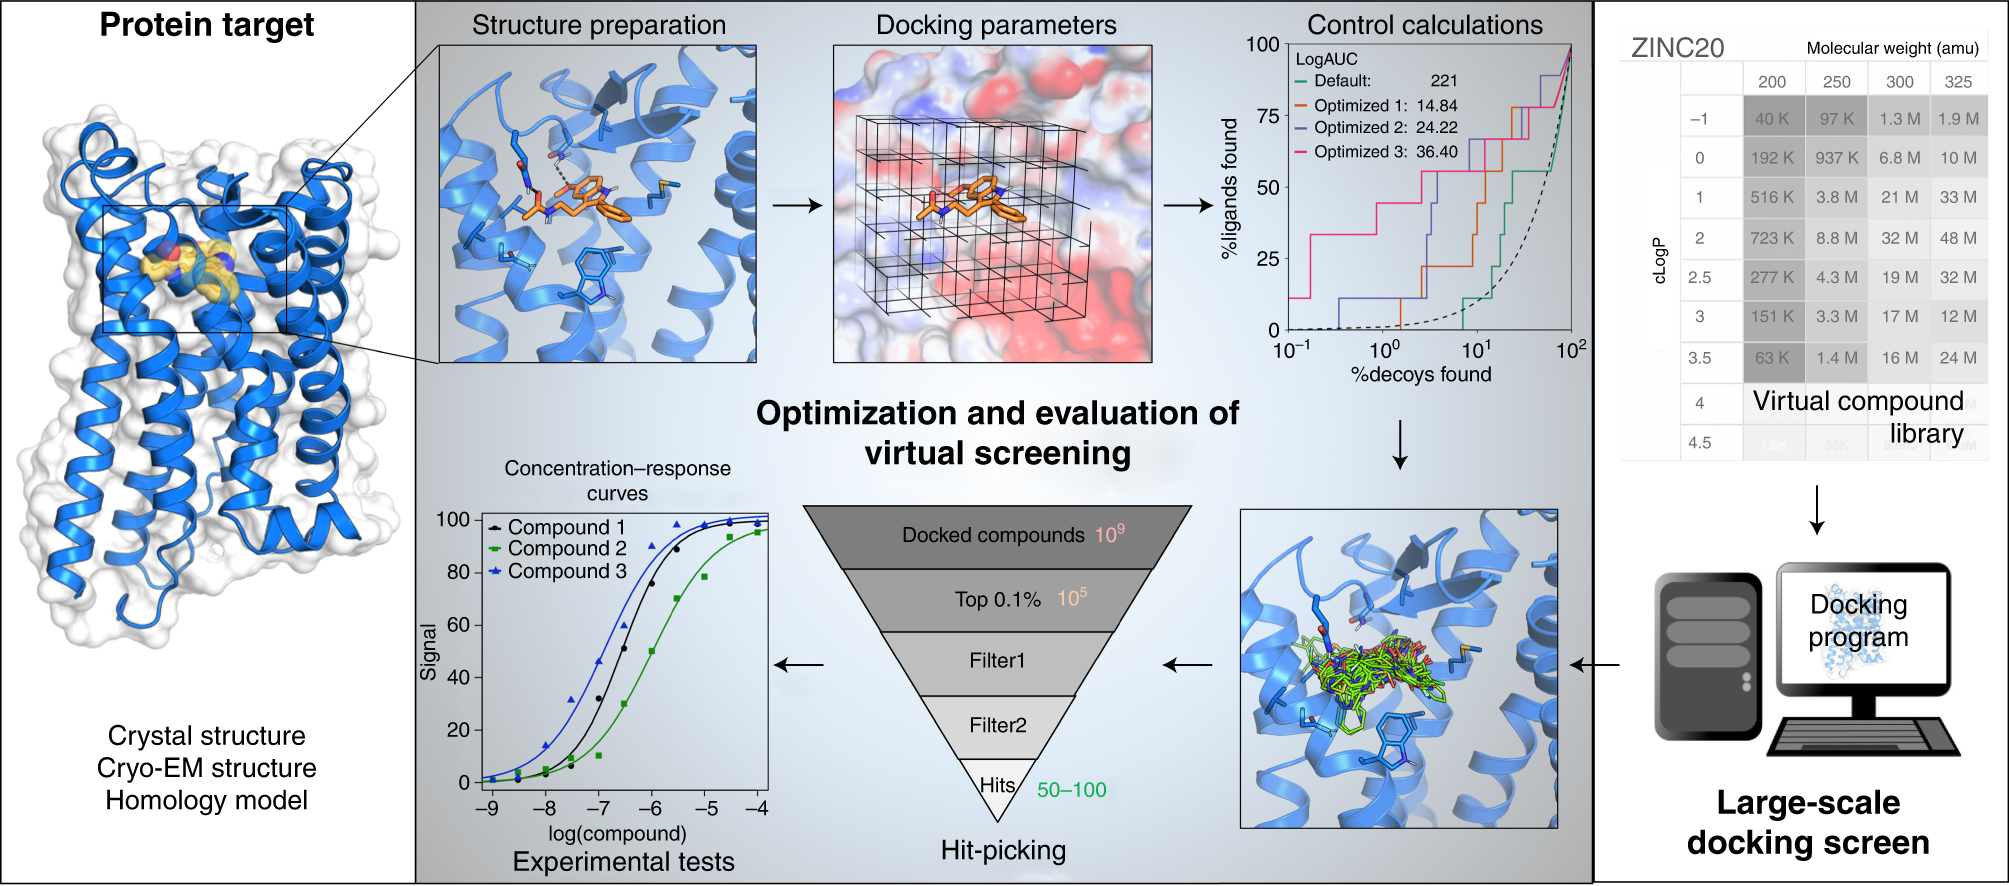 Protein target
Crystal structure
Cryo-EM structure
Homology model
Structure preparation
Docking parameters
Control calculations
100
75
50
25
0
%ligands found
LogAUC
Default: 221
Optimized 1: 14.84
Optimized 2: 24.22
Optimized 3: 36.40
10⁻¹ 10⁰ 10¹ 10²
%decoys found
Optimization and evaluation of
virtual screening
Concentration–response
curves
100
80
60
40
20
0
Signal
Compound 1
Compound 2
Compound 3
–9 –8 –7 –6 –5 –4
log(compound)
Experimental tests
Docked compounds 10⁹
Top 0.1% 10⁵
Filter1
Filter2
Hits 50–100
Hit-picking
ZINC20 Molecular weight (amu)
200 250 300 325
cLogP
–1 40 K 97 K 1.3 M 1.9 M
0 192 K 937 K 6.8 M 10 M
1 516 K 3.8 M 21 M 33 M
2 723 K 8.8 M 32 M 48 M
2.5 277 K 4.3 M 19 M 32 M
3 151 K 3.3 M 17 M 12 M
3.5 63 K 1.4 M 16 M 24 M
4
4.5
Virtual compound
library
Docking
program
Large-scale
docking screen